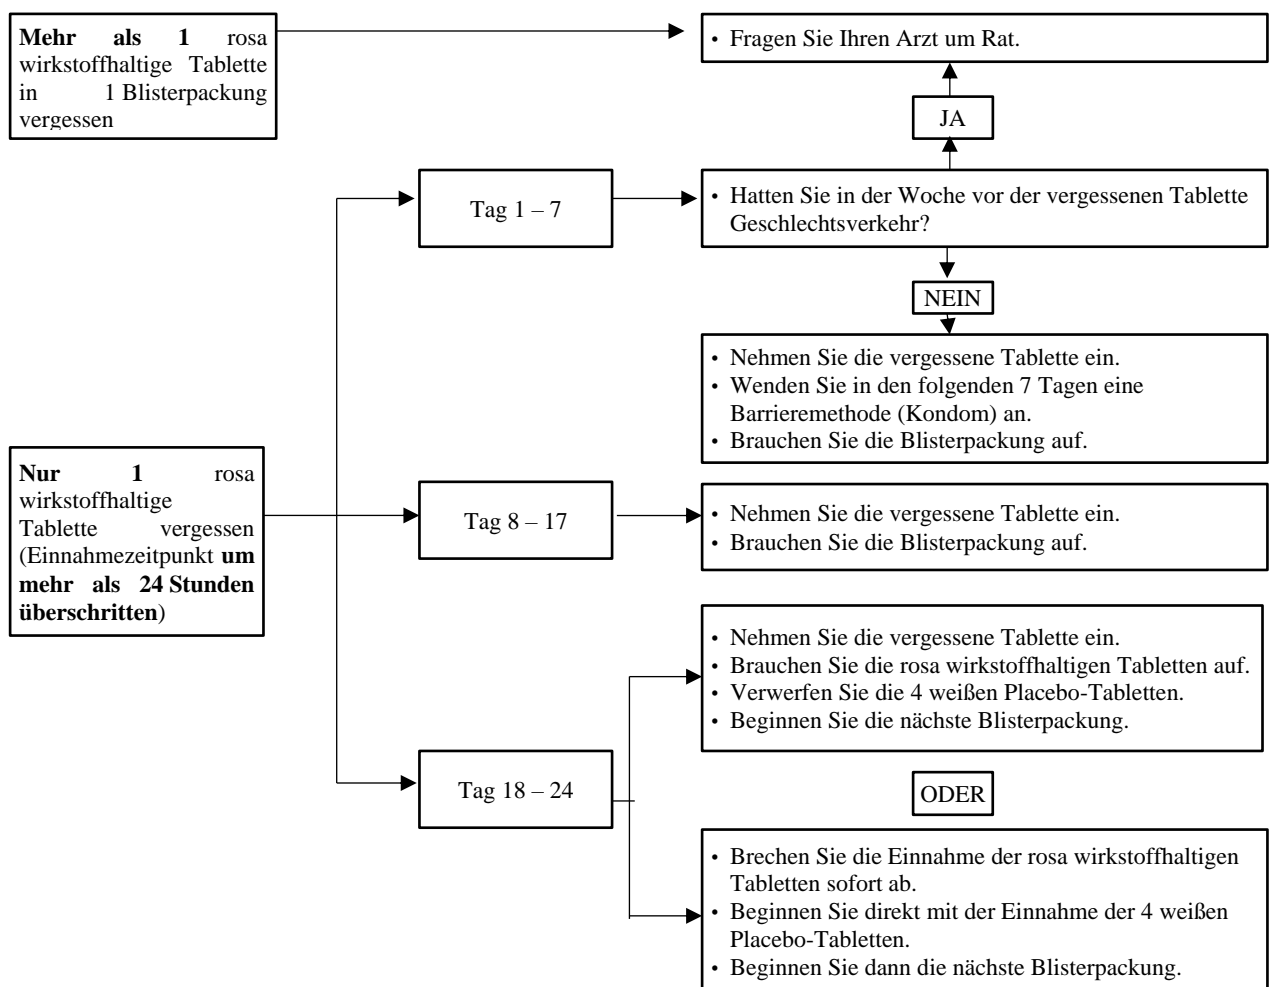 Mehr als 1 rosa
wirkstoffhaltige Tablette
in 1 Blisterpackung
vergessen
• Fragen Sie Ihren Arzt um Rat.
JA
Tag 1 – 7
• Hatten Sie in der Woche vor der vergessenen Tablette
Geschlechtsverkehr?
NEIN
• Nehmen Sie die vergessene Tablette ein.
• Wenden Sie in den folgenden 7 Tagen eine
Barrieremethode (Kondom) an.
• Brauchen Sie die Blisterpackung auf.
Nur 1 rosa
wirkstoffhaltige
Tablette vergessen
(Einnahmezeitpunkt um
mehr als 24 Stunden
überschritten)
Tag 8 – 17
• Nehmen Sie die vergessene Tablette ein.
• Brauchen Sie die Blisterpackung auf.
• Nehmen Sie die vergessene Tablette ein.
• Brauchen Sie die rosa wirkstoffhaltigen Tabletten auf.
• Verwerfen Sie die 4 weißen Placebo-Tabletten.
• Beginnen Sie die nächste Blisterpackung.
Tag 18 – 24
ODER
• Brechen Sie die Einnahme der rosa wirkstoffhaltigen
Tabletten sofort ab.
• Beginnen Sie direkt mit der Einnahme der 4 weißen
Placebo-Tabletten.
• Beginnen Sie dann die nächste Blisterpackung.